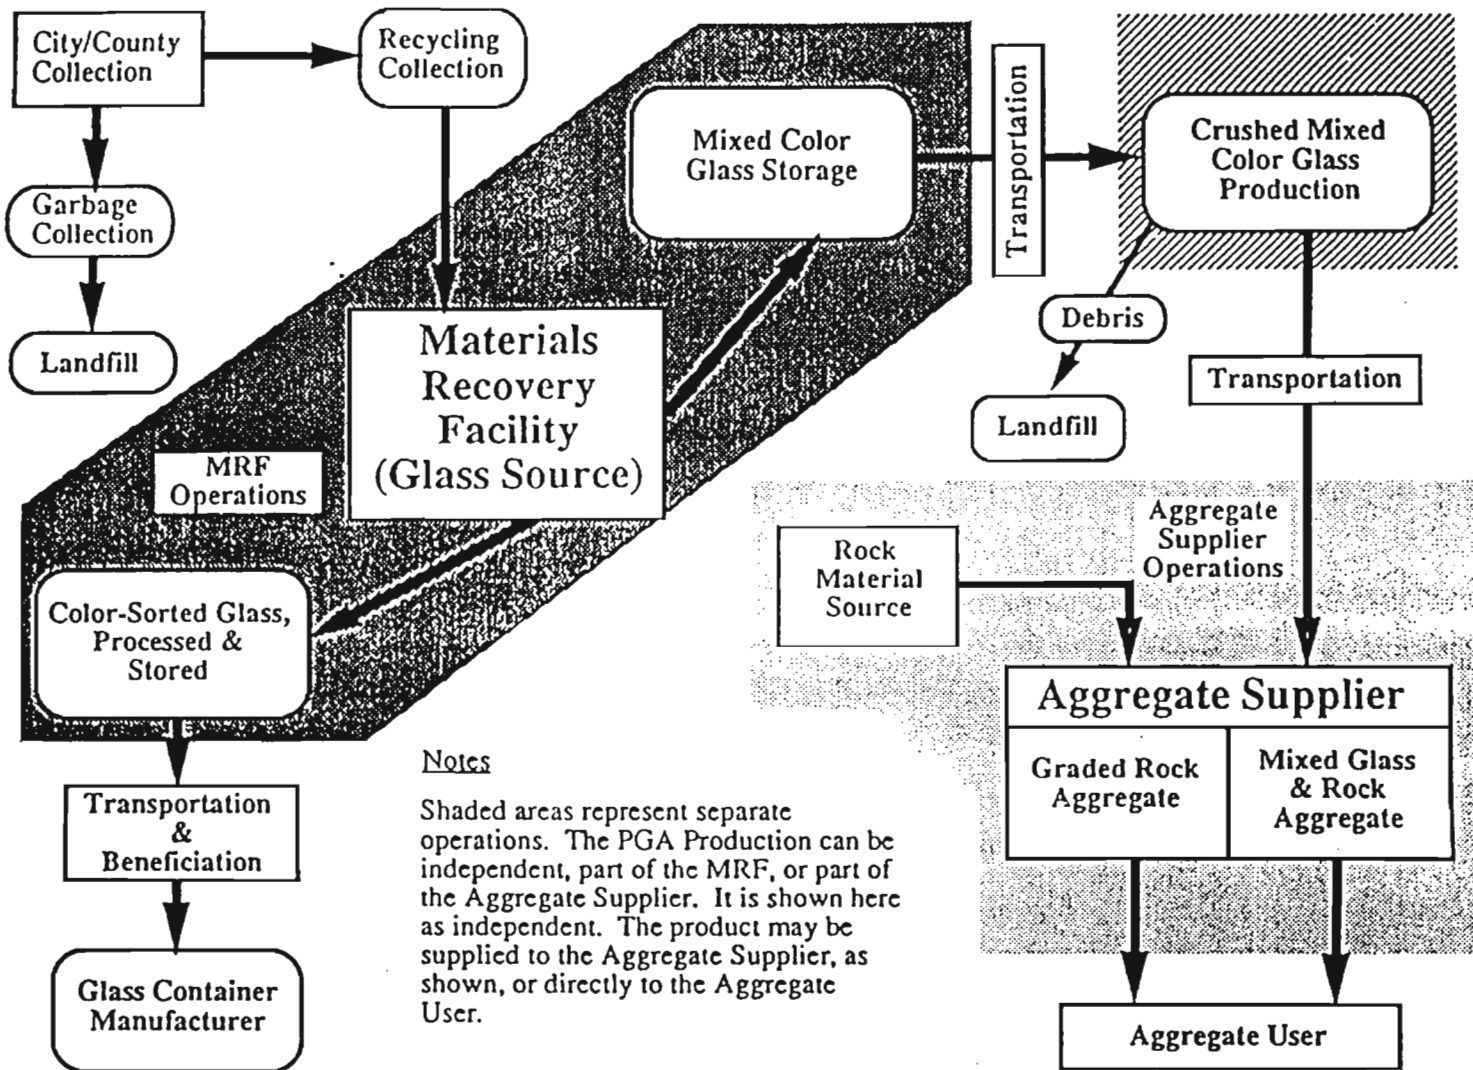 City/County
Collection
Recycling
Collection
Garbage
Collection
Landfill
Mixed Color
Glass Storage
Transportation
Crushed Mixed
Color Glass
Production
Debris
Landfill
Transportation
Materials
Recovery
Facility
(Glass Source)
MRF
Operations
Color-Sorted Glass,
Processed &
Stored
Transportation
&
Beneficiation
Glass Container
Manufacturer
Rock
Material
Source
Aggregate
Supplier
Operations
Aggregate Supplier
Graded Rock
Aggregate
Mixed Glass
& Rock
Aggregate
Aggregate User
Notes
Shaded areas represent separate
operations. The PGA Production can be
independent, part of the MRF, or part of
the Aggregate Supplier. It is shown here
as independent. The product may be
supplied to the Aggregate Supplier, as
shown, or directly to the Aggregate
User.